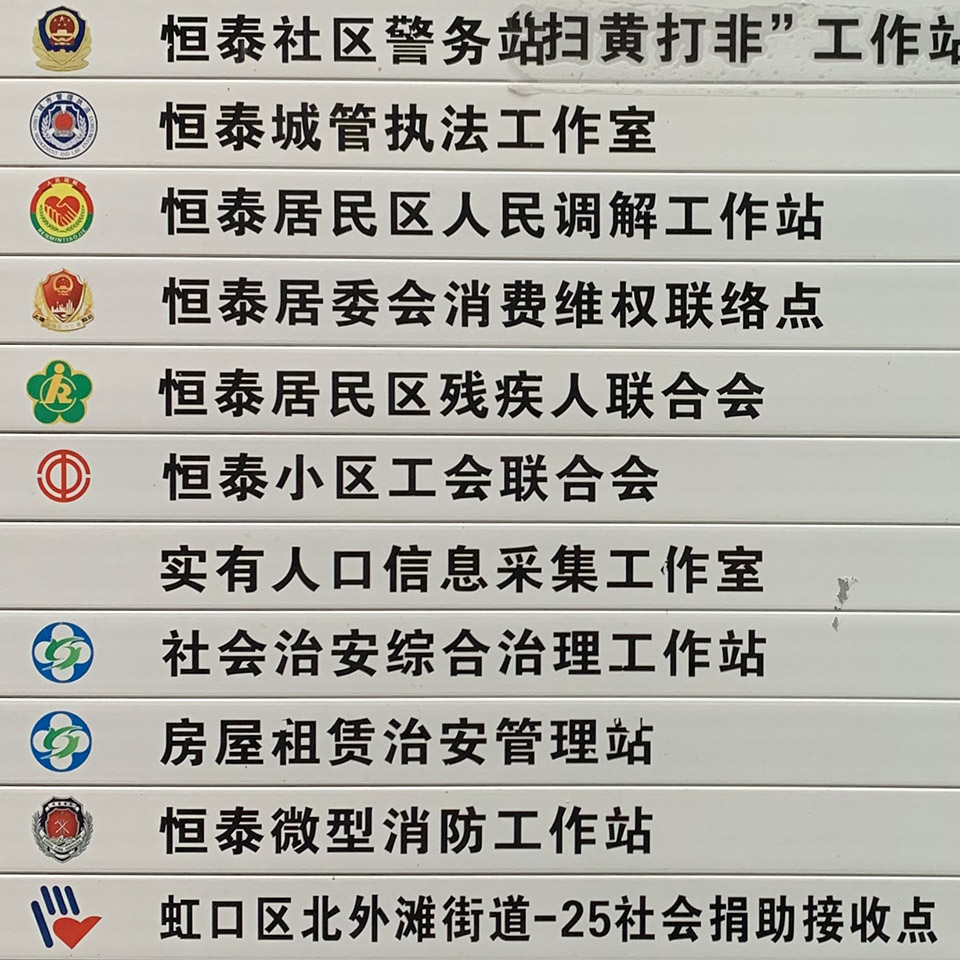 恒泰社区警务站“扫黄打非”工作站
恒泰城管执法工作室
恒泰居民区人民调解工作站
恒泰居委会消费维权联络点
恒泰居民区残疾人联合会
恒泰小区工会联合会
实有人口信息采集工作室
社会治安综合治理工作站
房屋租赁治安管理站
恒泰微型消防工作站
虹口区北外滩街道-25社会捐助接收点